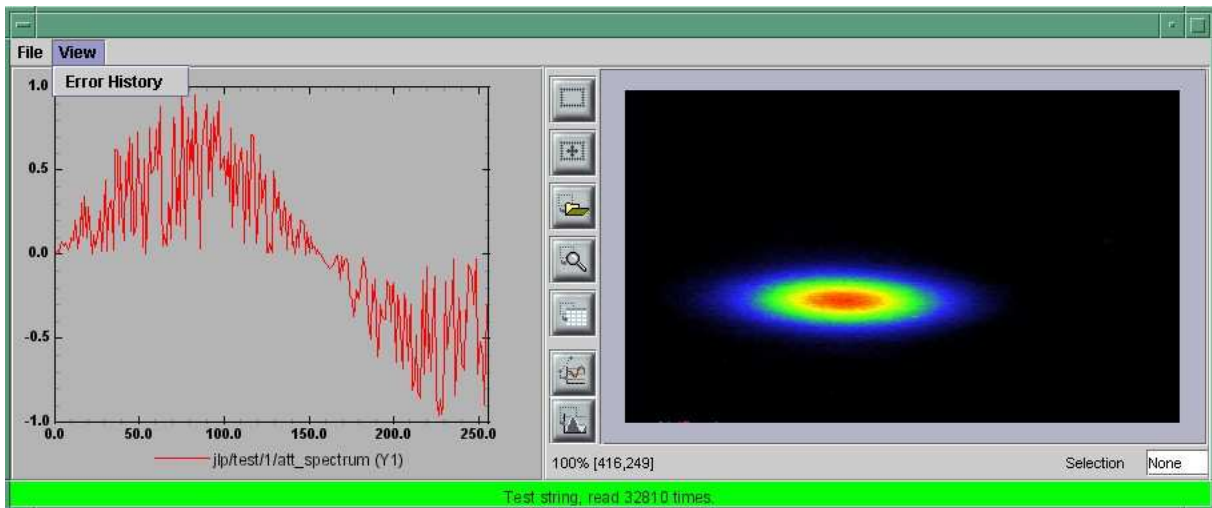 File View
Error History
1.0
0.5
0.0
-0.5
-1.0
0.0 50.0 100.0 150.0 200.0 250.0
jlp/test/1/att_spectrum (Y1)
100% [416,249]
Selection None
Test string, read 32810 times.